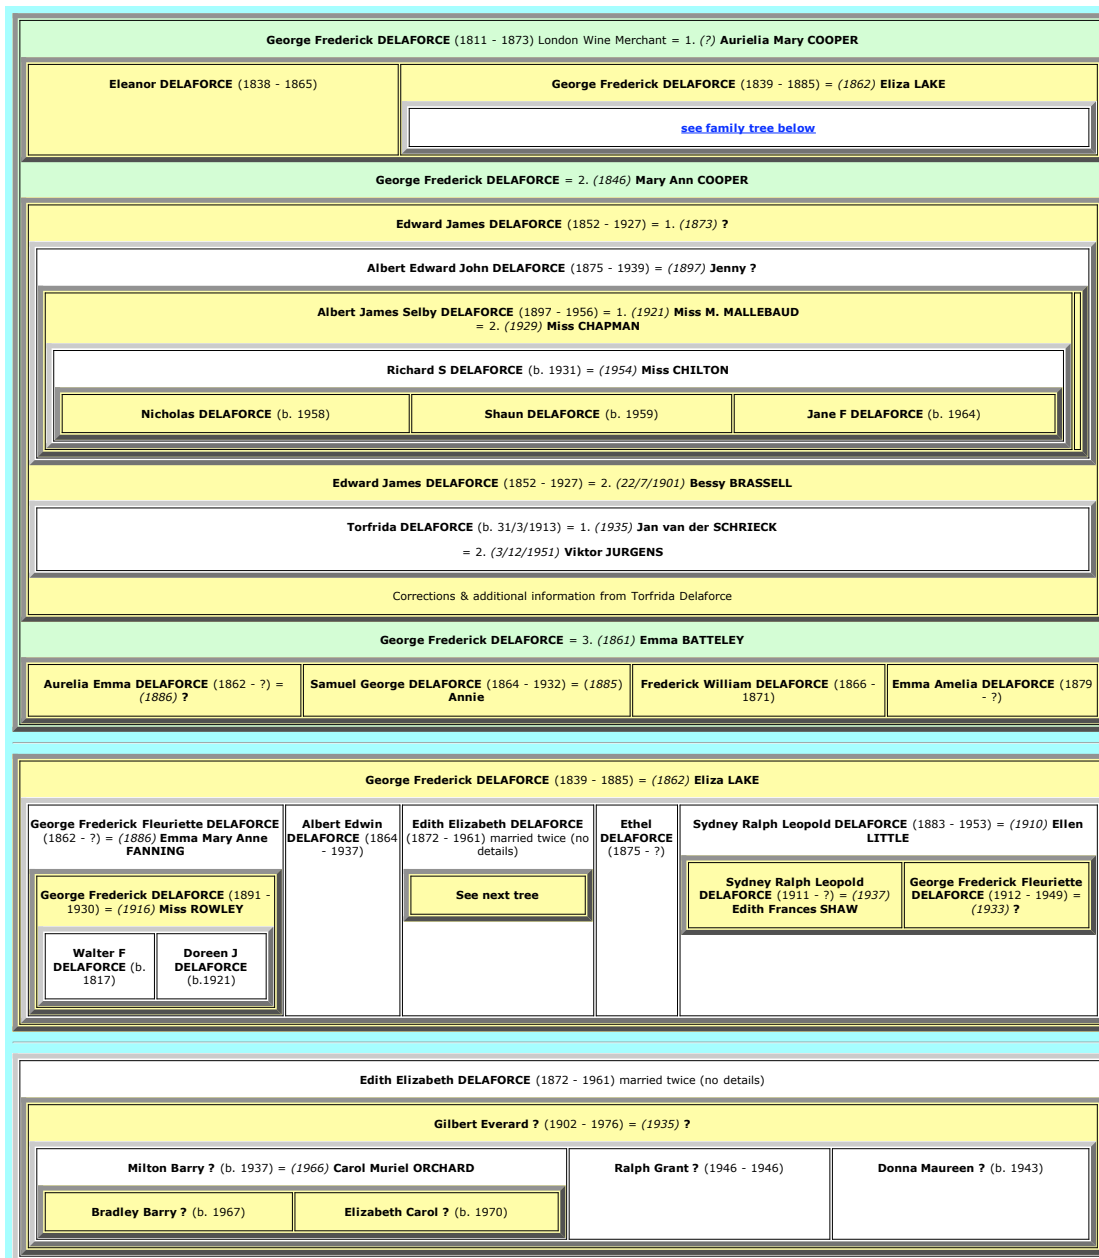 George Frederick DELAFORCE (1811 - 1873) London Wine Merchant = 1. (?) Aurielia Mary COOPER
Eleanor DELAFORCE (1838 - 1865)
George Frederick DELAFORCE (1839 - 1885) = (1862) Eliza LAKE
see family tree below
George Frederick DELAFORCE = 2. (1846) Mary Ann COOPER
Edward James DELAFORCE (1852 - 1927) = 1. (1873) ?
Albert Edward John DELAFORCE (1875 - 1939) = (1897) Jenny ?
Albert James Selby DELAFORCE (1897 - 1956) = 1. (1921) Miss M. MALLEBAUD
= 2. (1929) Miss CHAPMAN
Richard S DELAFORCE (b. 1931) = (1954) Miss CHILTON
Nicholas DELAFORCE (b. 1958)
Shaun DELAFORCE (b. 1959)
Jane F DELAFORCE (b. 1964)
Edward James DELAFORCE (1852 - 1927) = 2. (22/7/1901) Bessy BRASSELL
Torfrida DELAFORCE (b. 31/3/1913) = 1. (1935) Jan van der SCHRIECK
= 2. (3/12/1951) Viktor JURGENS
Corrections & additional information from Torfrida Delaforce
George Frederick DELAFORCE = 3. (1861) Emma BATTELEY
Aurelia Emma DELAFORCE (1862 - ?) =
(1886) ?
Samuel George DELAFORCE (1864 - 1932) = (1885)
Annie
Frederick William DELAFORCE (1866 -
1871)
Emma Amelia DELAFORCE (1879
- ?)
George Frederick DELAFORCE (1839 - 1885) = (1862) Eliza LAKE
George Frederick Fleuriette DELAFORCE
(1862 - ?) = (1886) Emma Mary Anne
FANNING
George Frederick DELAFORCE (1891 -
1930) = (1916) Miss ROWLEY
Walter F
DELAFORCE (b.
1817)
Doreen J
DELAFORCE
(b.1921)
Albert Edwin
DELAFORCE (1864
- 1937)
Edith Elizabeth DELAFORCE
(1872 - 1961) married twice (no
details)
See next tree
Ethel
DELAFORCE
(1875 - ?)
Sydney Ralph Leopold DELAFORCE (1883 - 1953) = (1910) Ellen
LITTLE
Sydney Ralph Leopold
DELAFORCE (1911 - ?) = (1937)
Edith Frances SHAW
George Frederick Fleuriette
DELAFORCE (1912 - 1949) =
(1933) ?
Edith Elizabeth DELAFORCE (1872 - 1961) married twice (no details)
Gilbert Everard ? (1902 - 1976) = (1935) ?
Milton Barry ? (b. 1937) = (1966) Carol Muriel ORCHARD
Bradley Barry ? (b. 1967)
Elizabeth Carol ? (b. 1970)
Ralph Grant ? (1946 - 1946)
Donna Maureen ? (b. 1943)